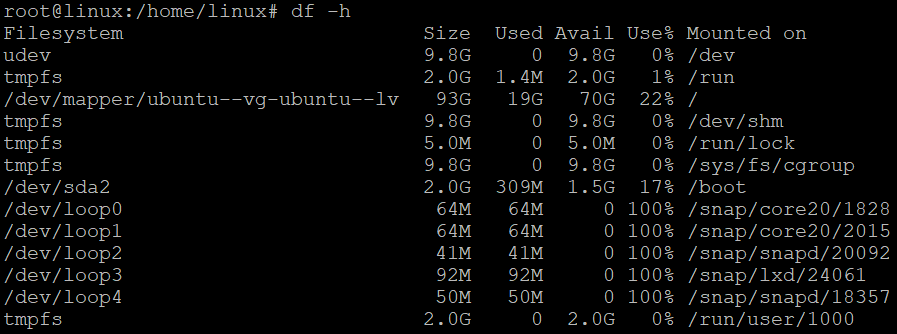 root@linux:/home/linux# df -h
Filesystem                         Size  Used Avail Use% Mounted on
udev                               9.8G     0  9.8G   0% /dev
tmpfs                              2.0G  1.4M  2.0G   1% /run
/dev/mapper/ubuntu--vg-ubuntu--lv   93G   19G   70G  22% /
tmpfs                              9.8G     0  9.8G   0% /dev/shm
tmpfs                              5.0M     0  5.0M   0% /run/lock
tmpfs                              9.8G     0  9.8G   0% /sys/fs/cgroup
/dev/sda2                          2.0G  309M  1.5G  17% /boot
/dev/loop0                          64M   64M     0 100% /snap/core20/1828
/dev/loop1                          64M   64M     0 100% /snap/core20/2015
/dev/loop2                          41M   41M     0 100% /snap/snapd/20092
/dev/loop3                          92M   92M     0 100% /snap/lxd/24061
/dev/loop4                          50M   50M     0 100% /snap/snapd/18357
tmpfs                              2.0G     0  2.0G   0% /run/user/1000